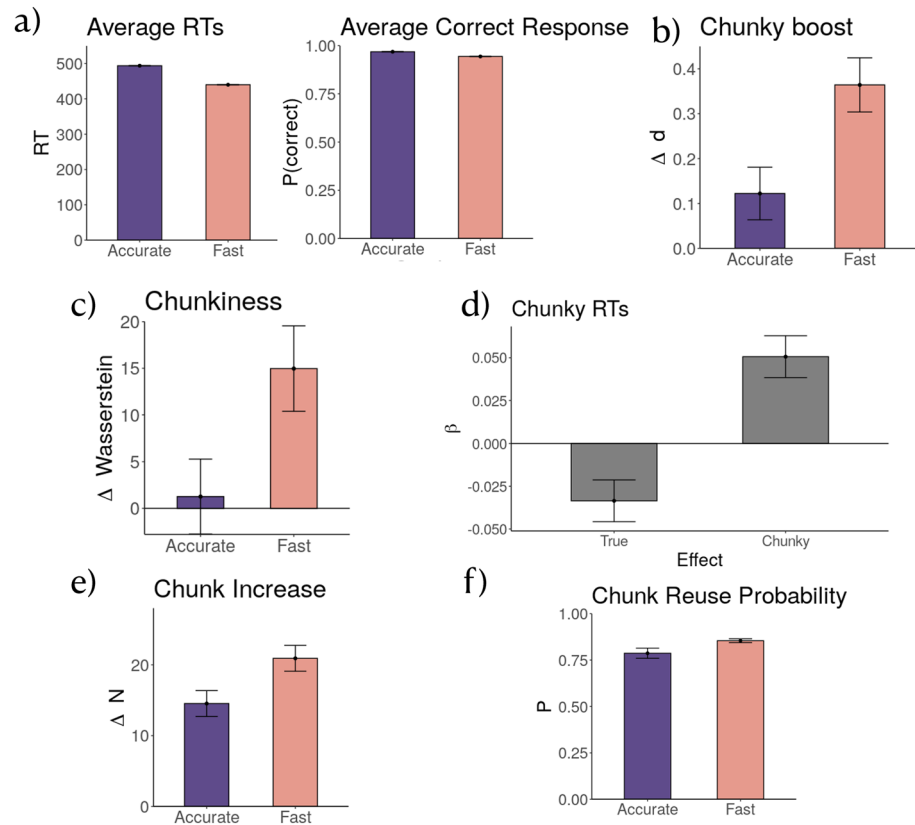 a)
Average RTs
RT
500
400
300
200
100
0
Accurate
Fast
Average Correct Response
P(correct)
1.00
0.75
0.50
0.25
0.00
Accurate
Fast
b)
Chunky boost
Δ d
0.4
0.3
0.2
0.1
0.0
Accurate
Fast
c)
Chunkiness
Δ Wasserstein
20
15
10
5
0
Accurate
Fast
d)
Chunky RTs
β
0.050
0.025
0.000
-0.025
-0.050
True
Chunky
Effect
e)
Chunk Increase
Δ N
20
10
0
Accurate
Fast
f)
Chunk Reuse Probability
P
1.00
0.75
0.50
0.25
0.00
Accurate
Fast